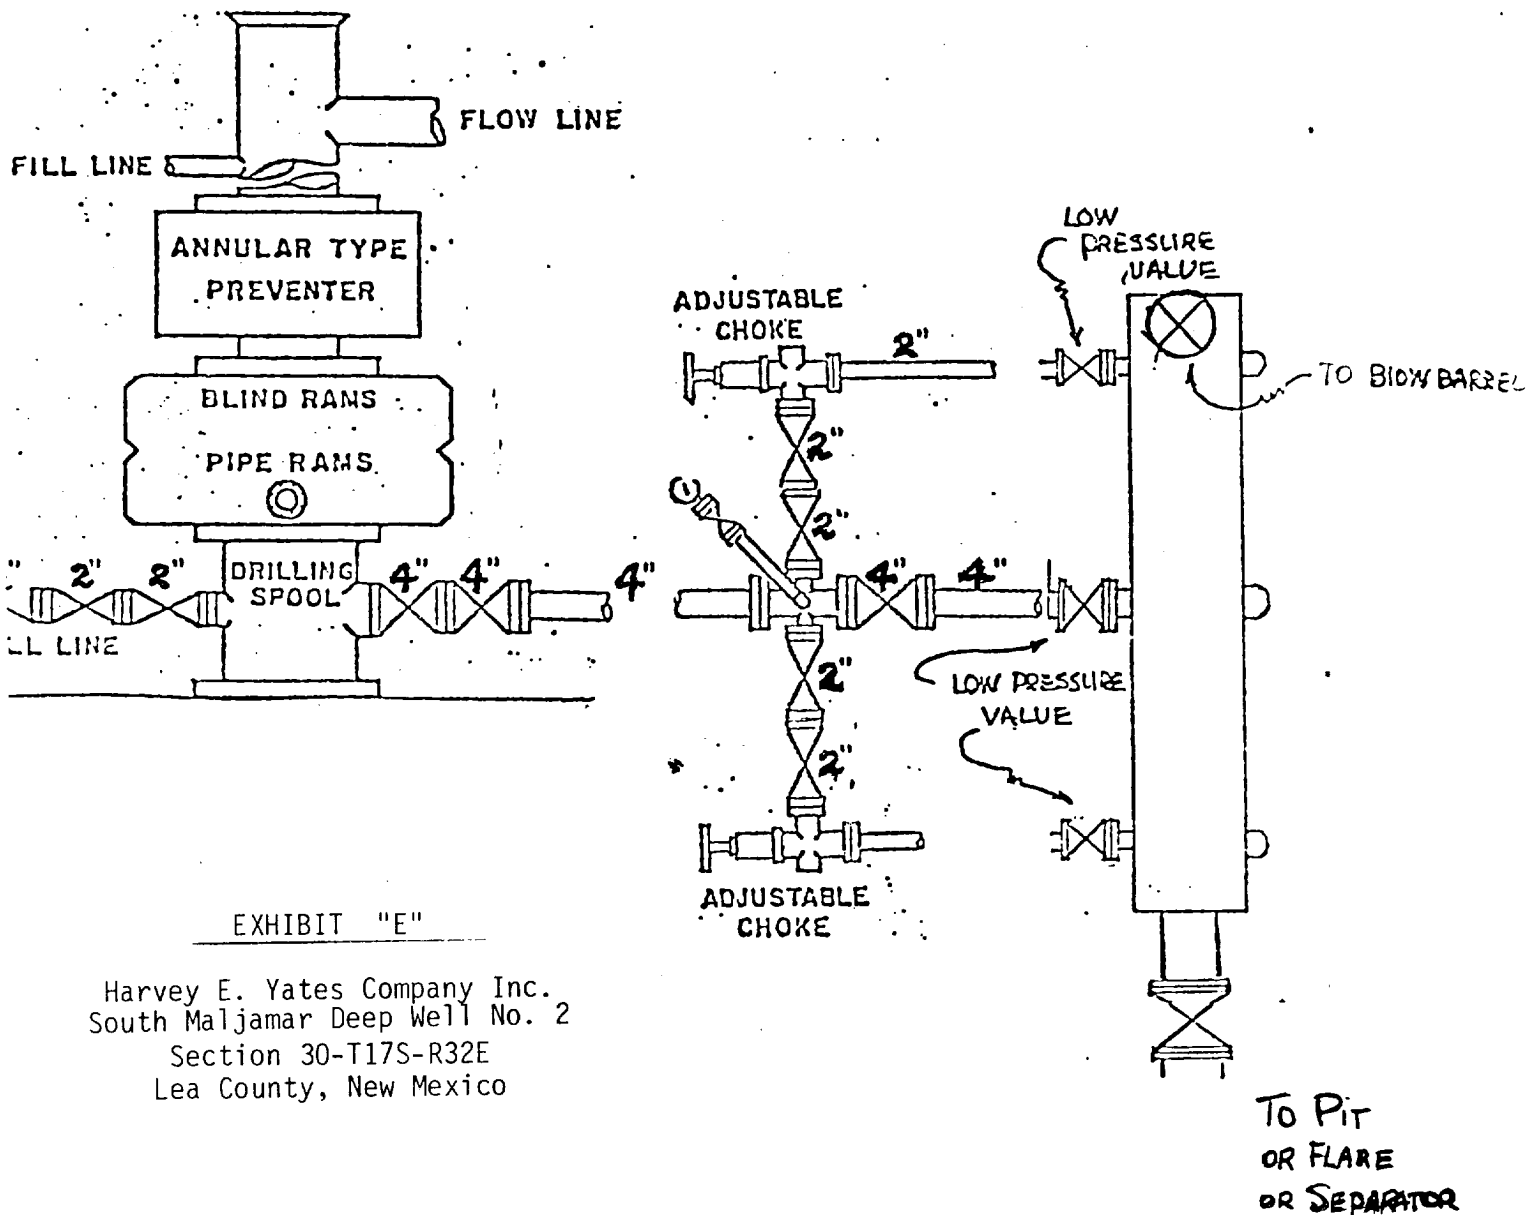 FLOW LINE
FILL LINE
ANNULAR TYPE
PREVENTER
BLIND RAMS
PIPE RAMS
DRILLING
SPOOL
"
2"
2"
4"
4"
4"
LL LINE
ADJUSTABLE
CHOKE
2"
2"
2"
4"
4"
2"
2"
ADJUSTABLE
CHOKE
LOW
PRESSURE
VALUE
TO BLOW BARREL
LOW PRESSURE
VALUE
TO PIT
OR FLARE
OR SEPARATOR
EXHIBIT "E"
Harvey E. Yates Company Inc.
South Maljamar Deep Well No. 2
Section 30-T17S-R32E
Lea County, New Mexico